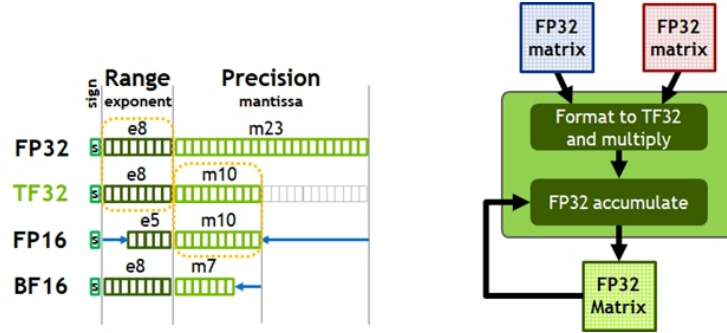 Range
Precision
sign
exponent
mantissa
e8
m23
FP32
s
e8
m10
TF32
s
e5
m10
FP16
s
e8
m7
BF16
s
FP32
matrix
FP32
matrix
Format to TF32
and multiply
FP32 accumulate
FP32
Matrix